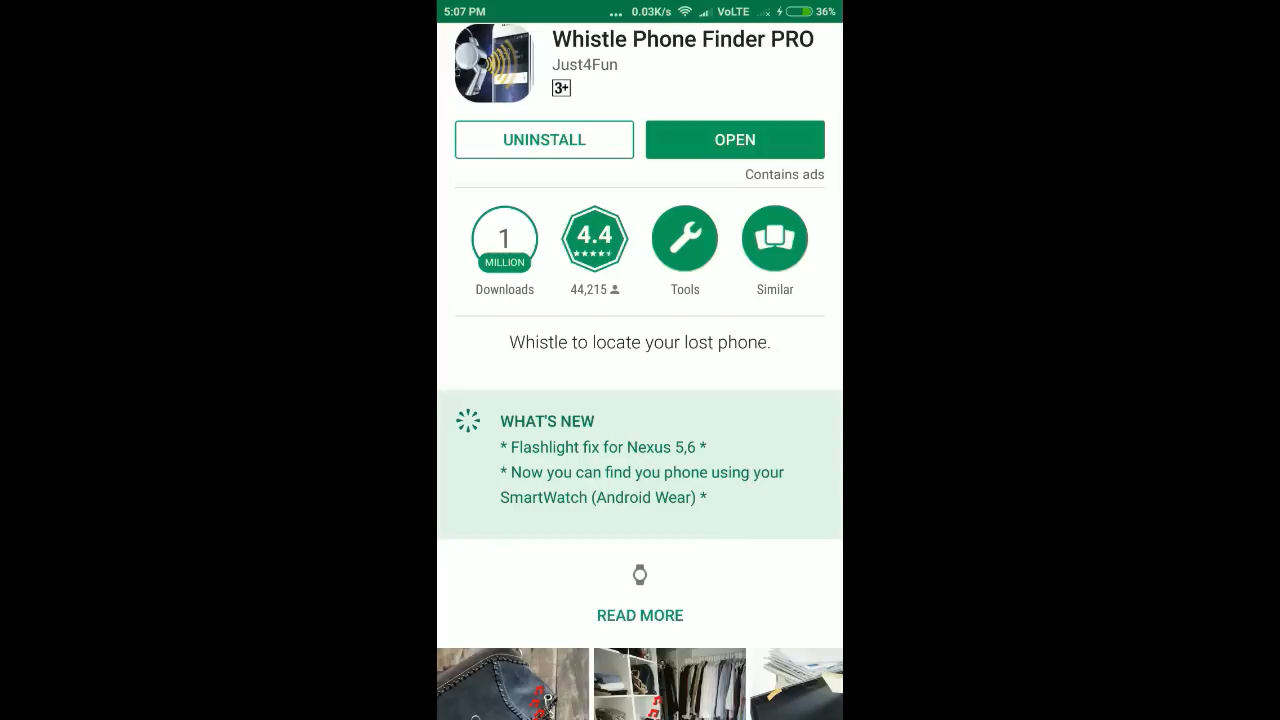 5:07 PM ... 0.03K/s VoLTE 36%
Whistle Phone Finder PRO
Just4Fun
3+
UNINSTALL OPEN
Contains ads
1 4.4
MILLION
Downloads 44,215 Tools Similar
Whistle to locate your lost phone.
WHAT'S NEW
* Flashlight fix for Nexus 5,6 *
* Now you can find you phone using your
SmartWatch (Android Wear) *
READ MORE